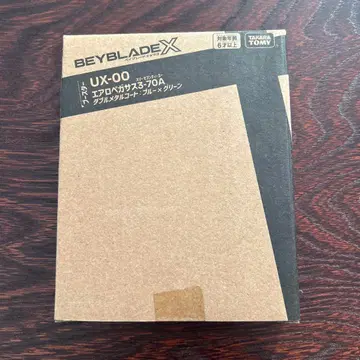 BEYBLADE X
対象年齢
6才以上
TAKARA
TOMY
UX-00
エアロペガサス3-70A
ダブルメタルコート:ブルー×グリーン